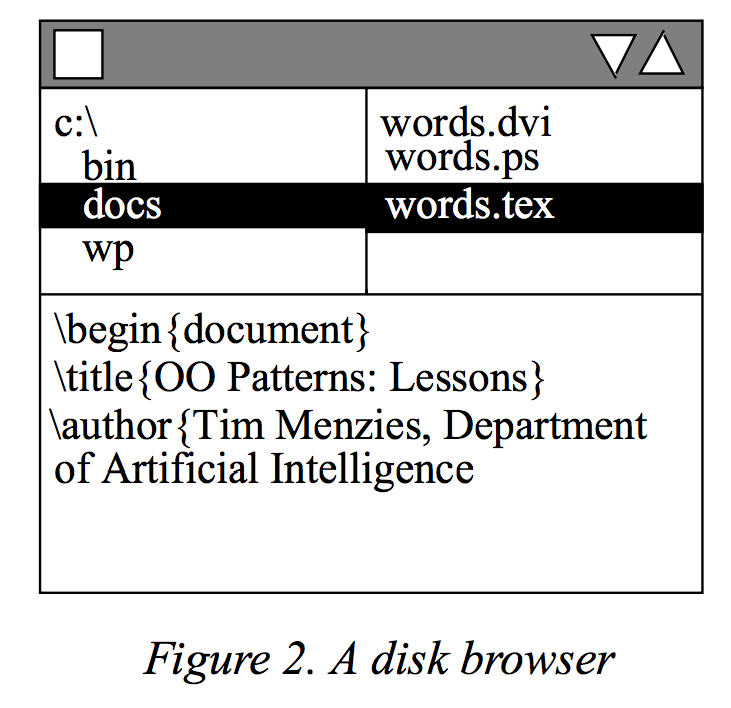 c:\
bin
docs
wp
words.dvi
words.ps
words.tex
\begin{document}
\title{OO Patterns: Lessons}
\author{Tim Menzies, Department
of Artificial Intelligence
Figure 2. A disk browser